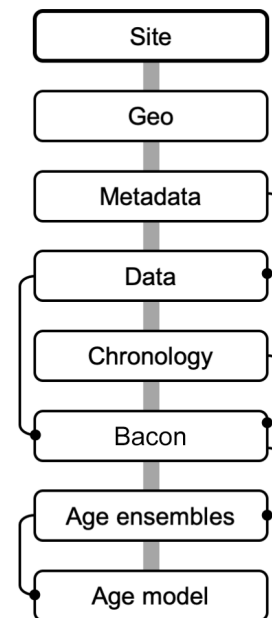 Site
Geo
Metadata
Data
Chronology
Bacon
Age ensembles
Age model